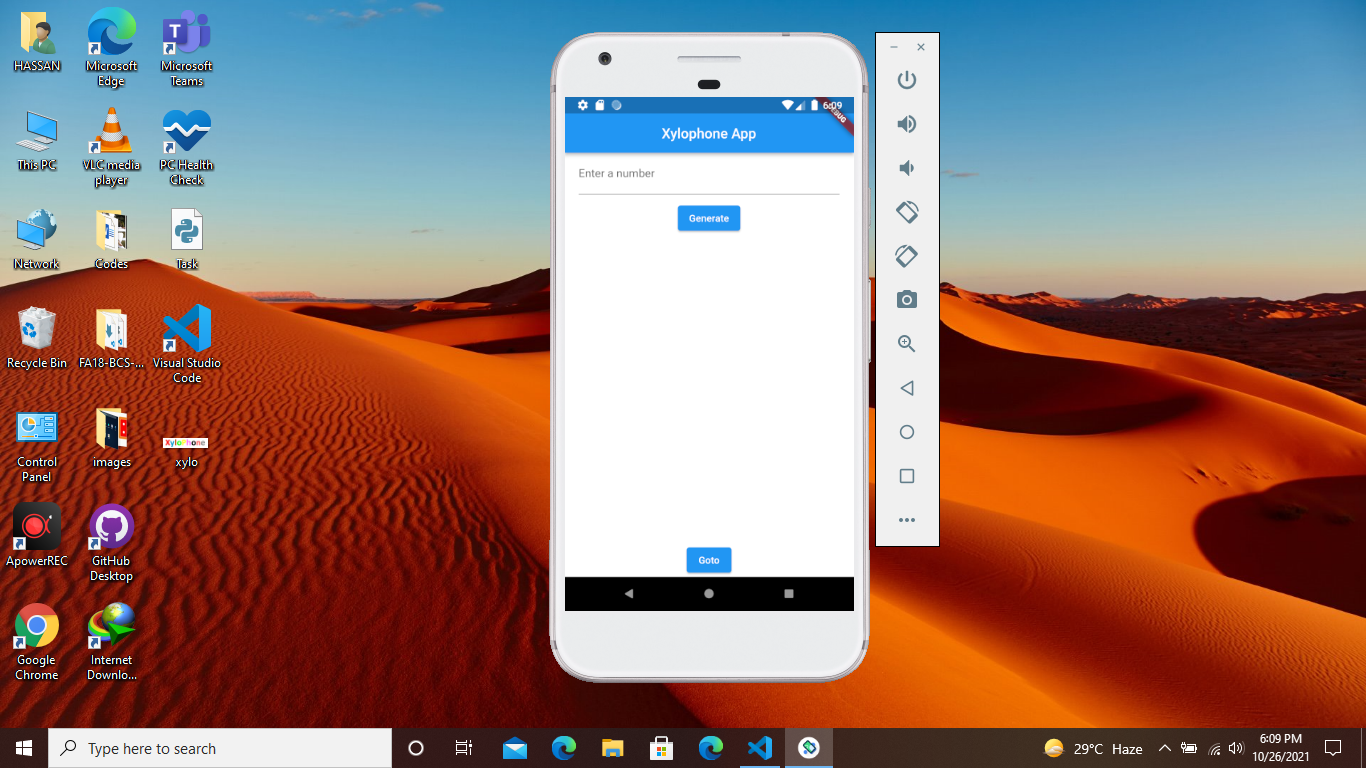 HASSAN
Microsoft
Edge
Microsoft
Teams
This PC
VLC media
player
PC Health
Check
Network
Codes
Task
Recycle Bin
FA18-BCS-...
Visual Studio
Code
Control
Panel
images
Xylophone
xylo
ApowerREC
GitHub
Desktop
Google
Chrome
Internet
Downlo...
6:09
Xylophone App
Enter a number
Generate
Goto
Type here to search
29°C Haze
6:09 PM
10/26/2021